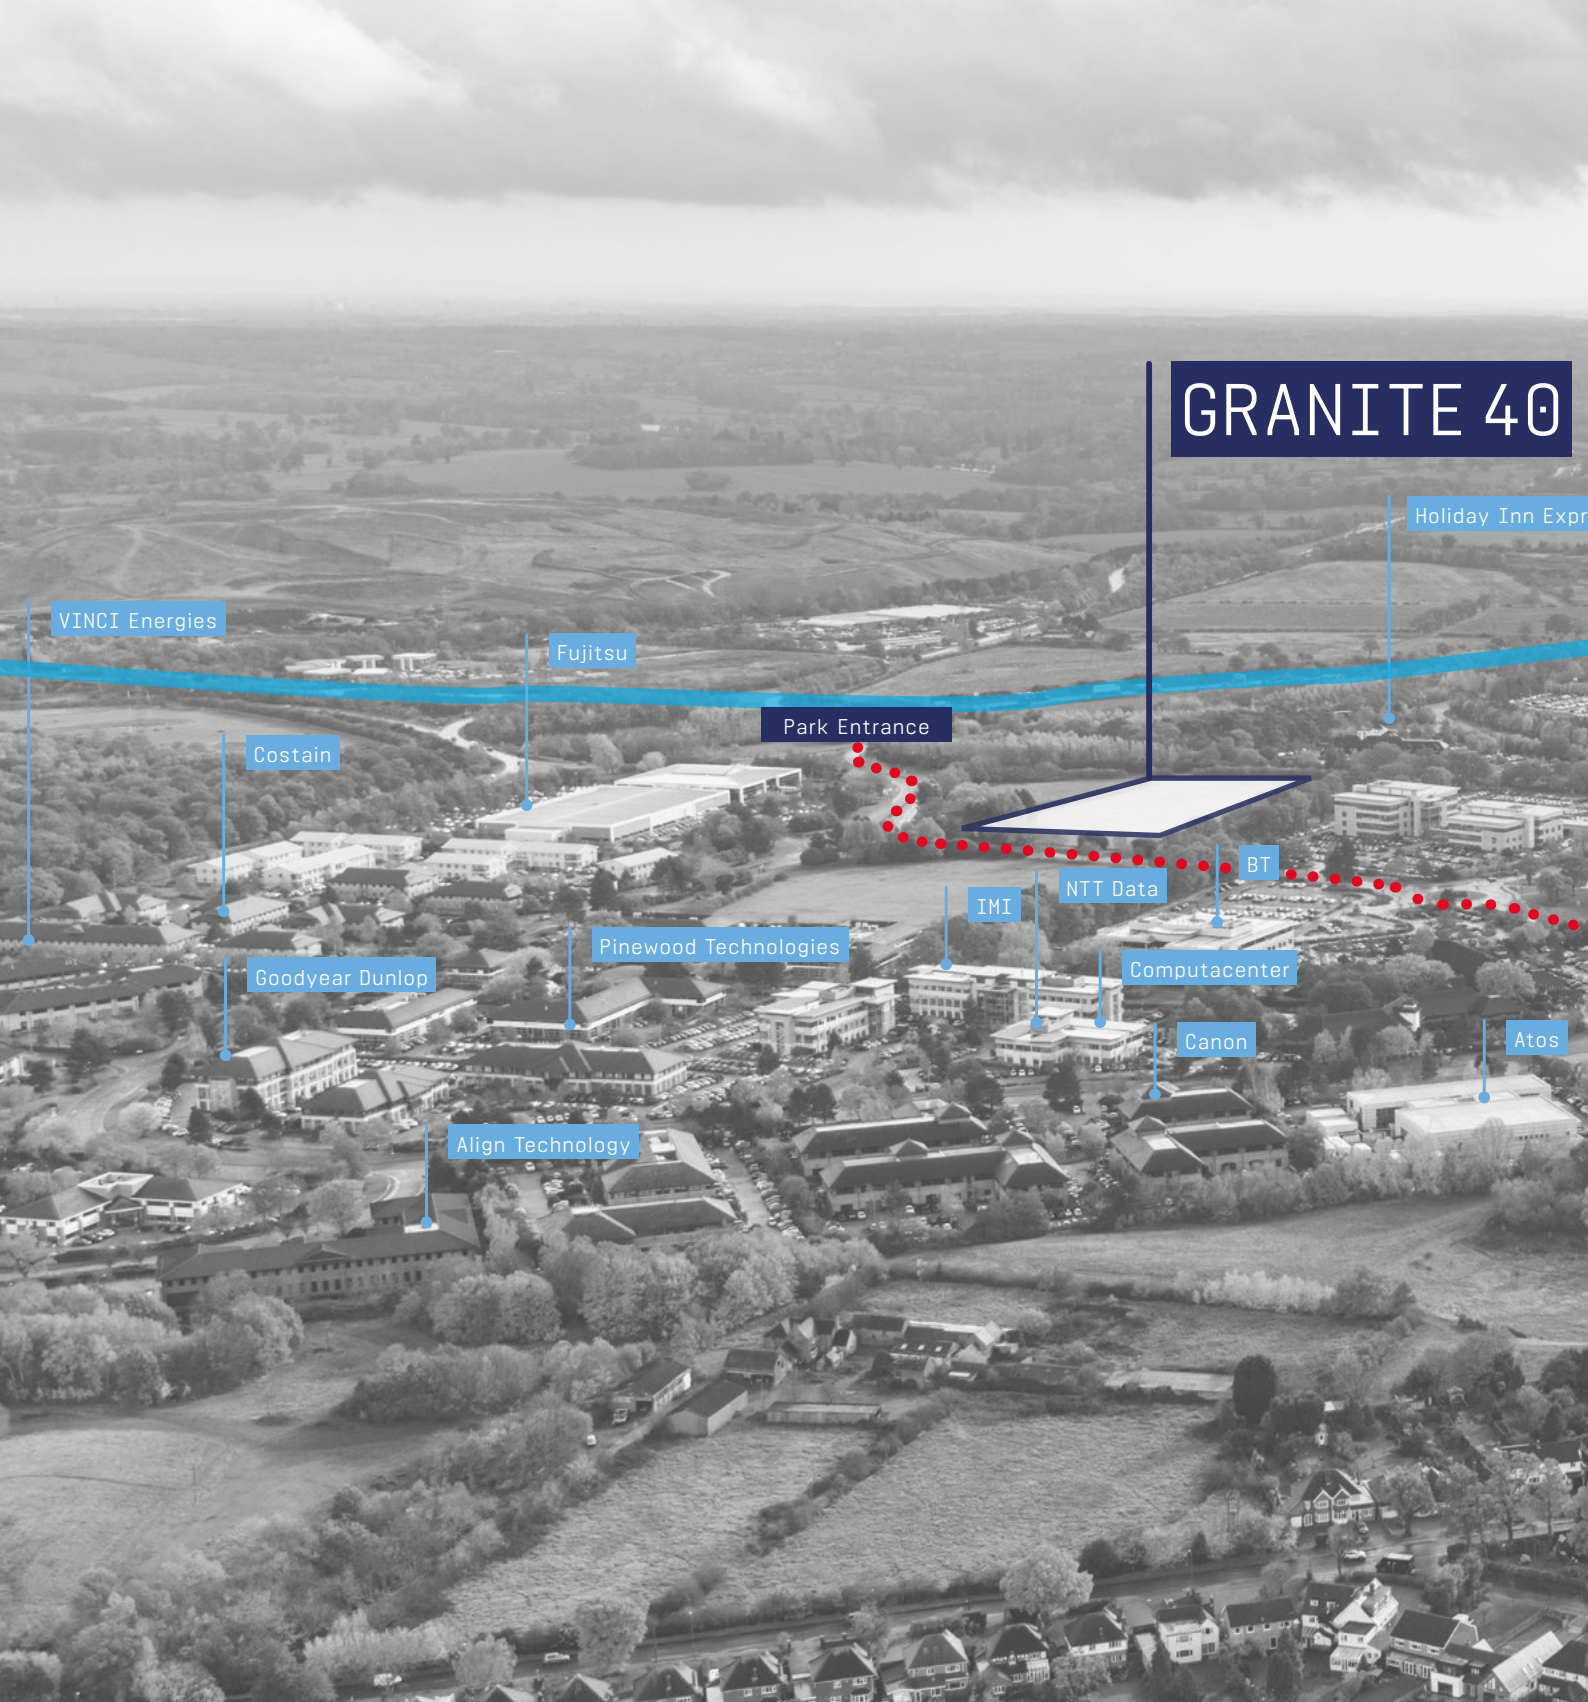 GRANITE 40
Holiday Inn Expr
VINCI Energies
Fujitsu
Park Entrance
Costain
BT
NTT Data
IMI
Pinewood Technologies
Computacenter
Goodyear Dunlop
Canon
Atos
Align Technology